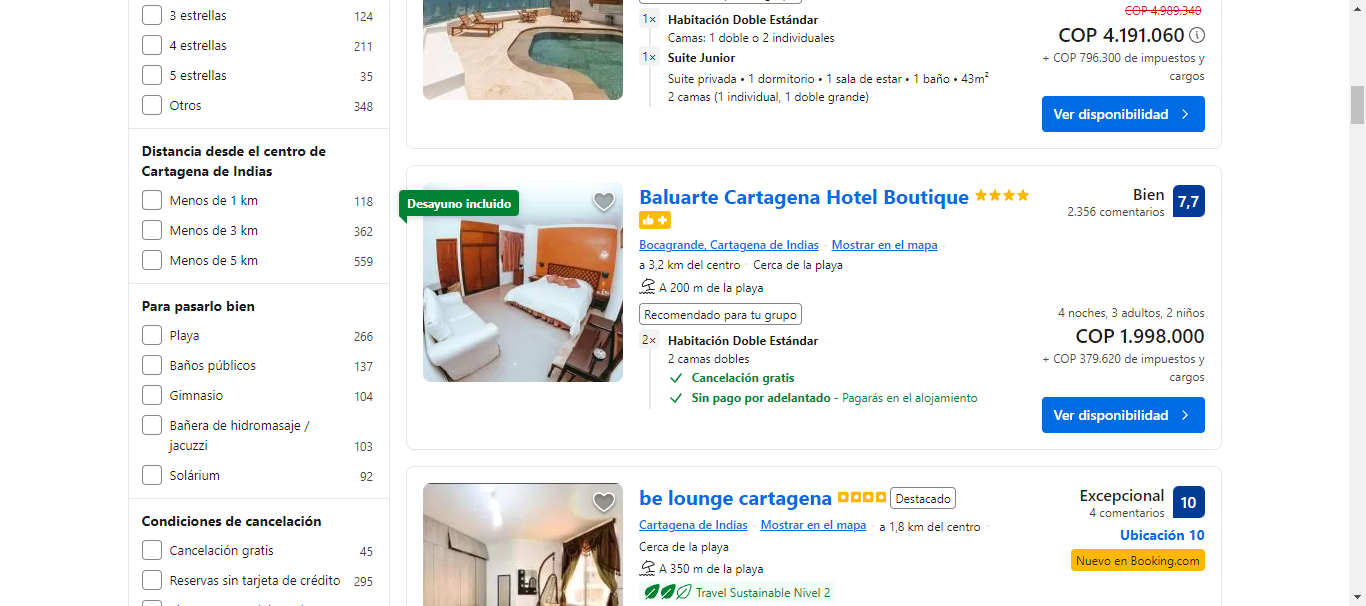 3 estrellas 124
4 estrellas 211
5 estrellas 35
Otros 348
Distancia desde el centro de
Cartagena de Indias
Menos de 1 km 118
Menos de 3 km 362
Menos de 5 km 559
Para pasarlo bien
Playa 266
Baños públicos 137
Gimnasio 104
Bañera de hidromasaje /
jacuzzi 103
Solárium 92
Condiciones de cancelación
Cancelación gratis 45
Reservas sin tarjeta de crédito 295
1× Habitación Doble Estándar
Camas: 1 doble o 2 individuales
1× Suite Junior
Suite privada • 1 dormitorio • 1 sala de estar • 1 baño • 43m²
2 camas (1 individual, 1 doble grande)
COP 4.989.340
COP 4.191.060
+ COP 796.300 de impuestos y
cargos
Ver disponibilidad
Desayuno incluido
Baluarte Cartagena Hotel Boutique
Bocagrande, Cartagena de Indias · Mostrar en el mapa ·
a 3,2 km del centro · Cerca de la playa
A 200 m de la playa
Recomendado para tu grupo
2× Habitación Doble Estándar
2 camas dobles
Cancelación gratis
Sin pago por adelantado - Pagarás en el alojamiento
Bien 7,7
2.356 comentarios
4 noches, 3 adultos, 2 niños
COP 1.998.000
+ COP 379.620 de impuestos y
cargos
Ver disponibilidad
be lounge cartagena Destacado
Cartagena de Indias · Mostrar en el mapa · a 1,8 km del centro ·
Cerca de la playa
A 350 m de la playa
Travel Sustainable Nivel 2
Excepcional 10
4 comentarios
Ubicación 10
Nuevo en Booking.com